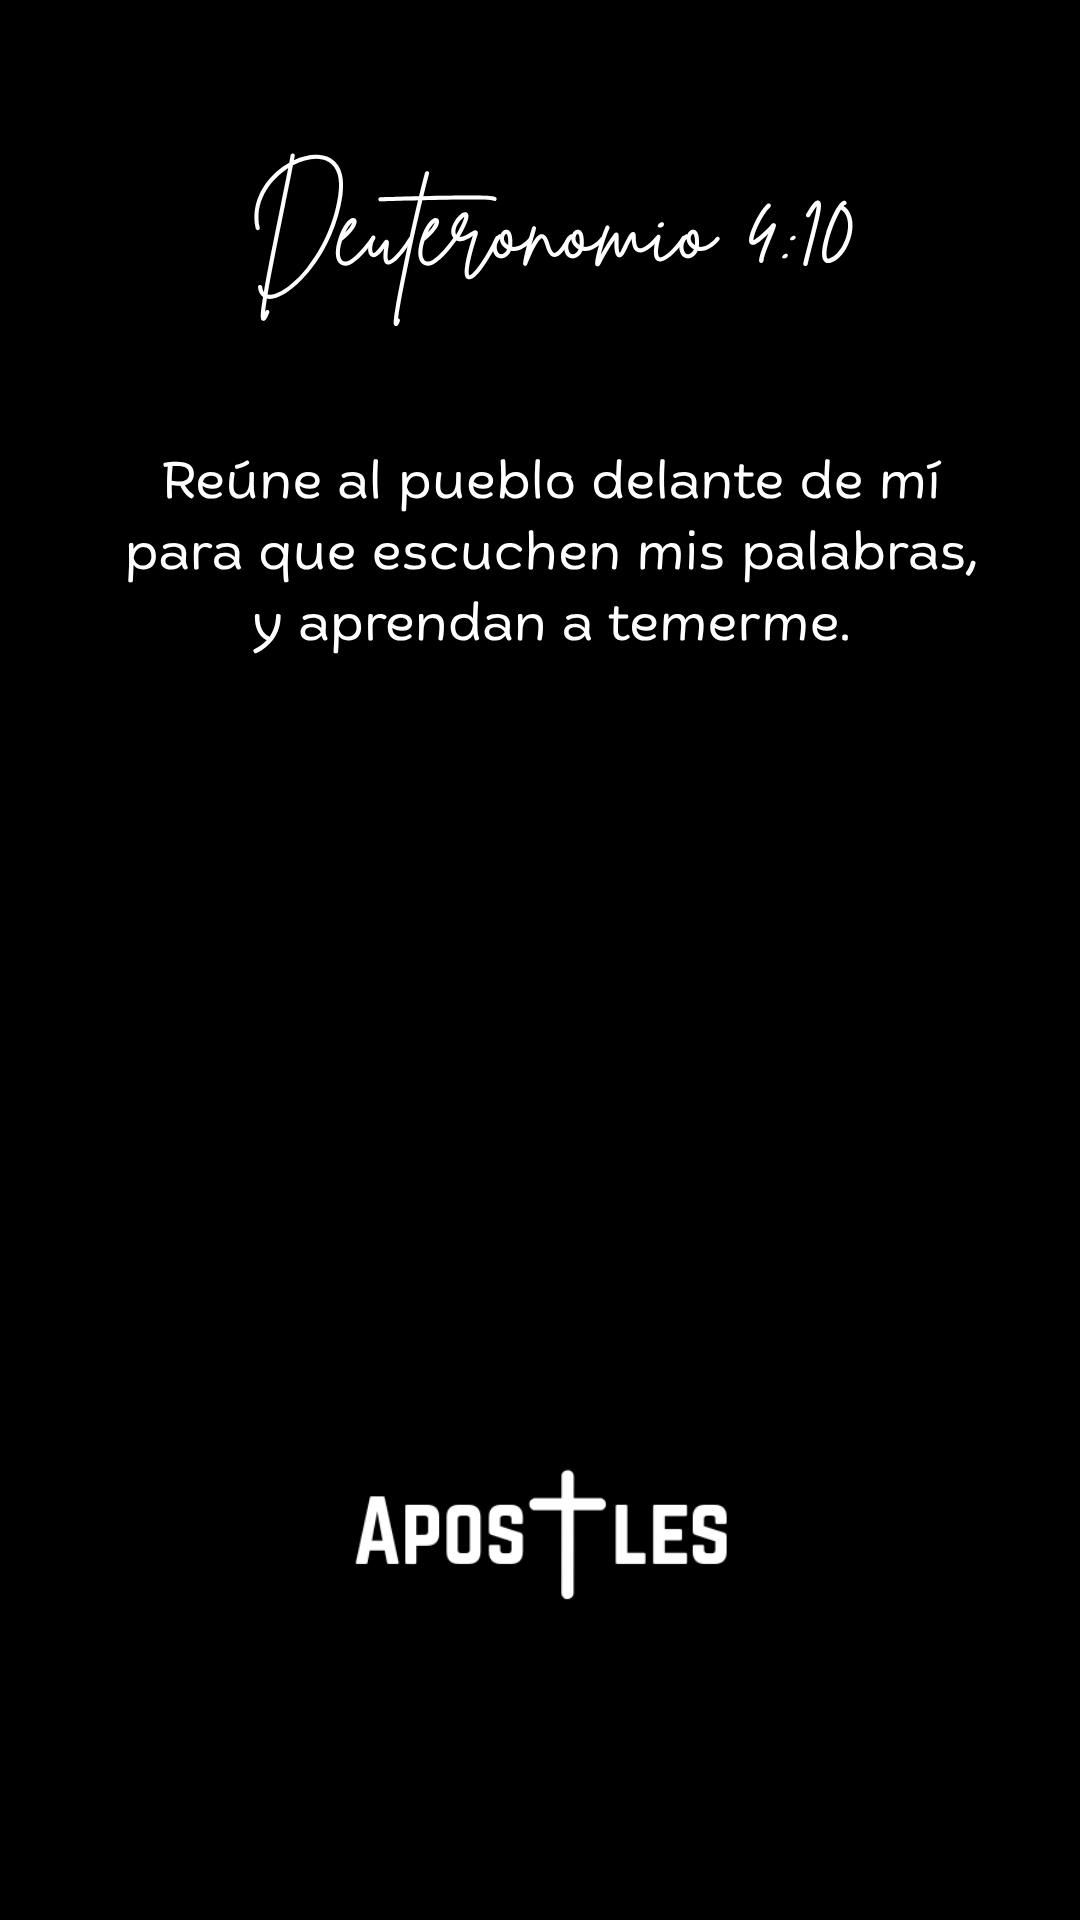 Deuteronomio 4:10
Reúne al pueblo delante de mí
para que escuchen mis palabras,
y aprendan a temerme.
APOSTLES